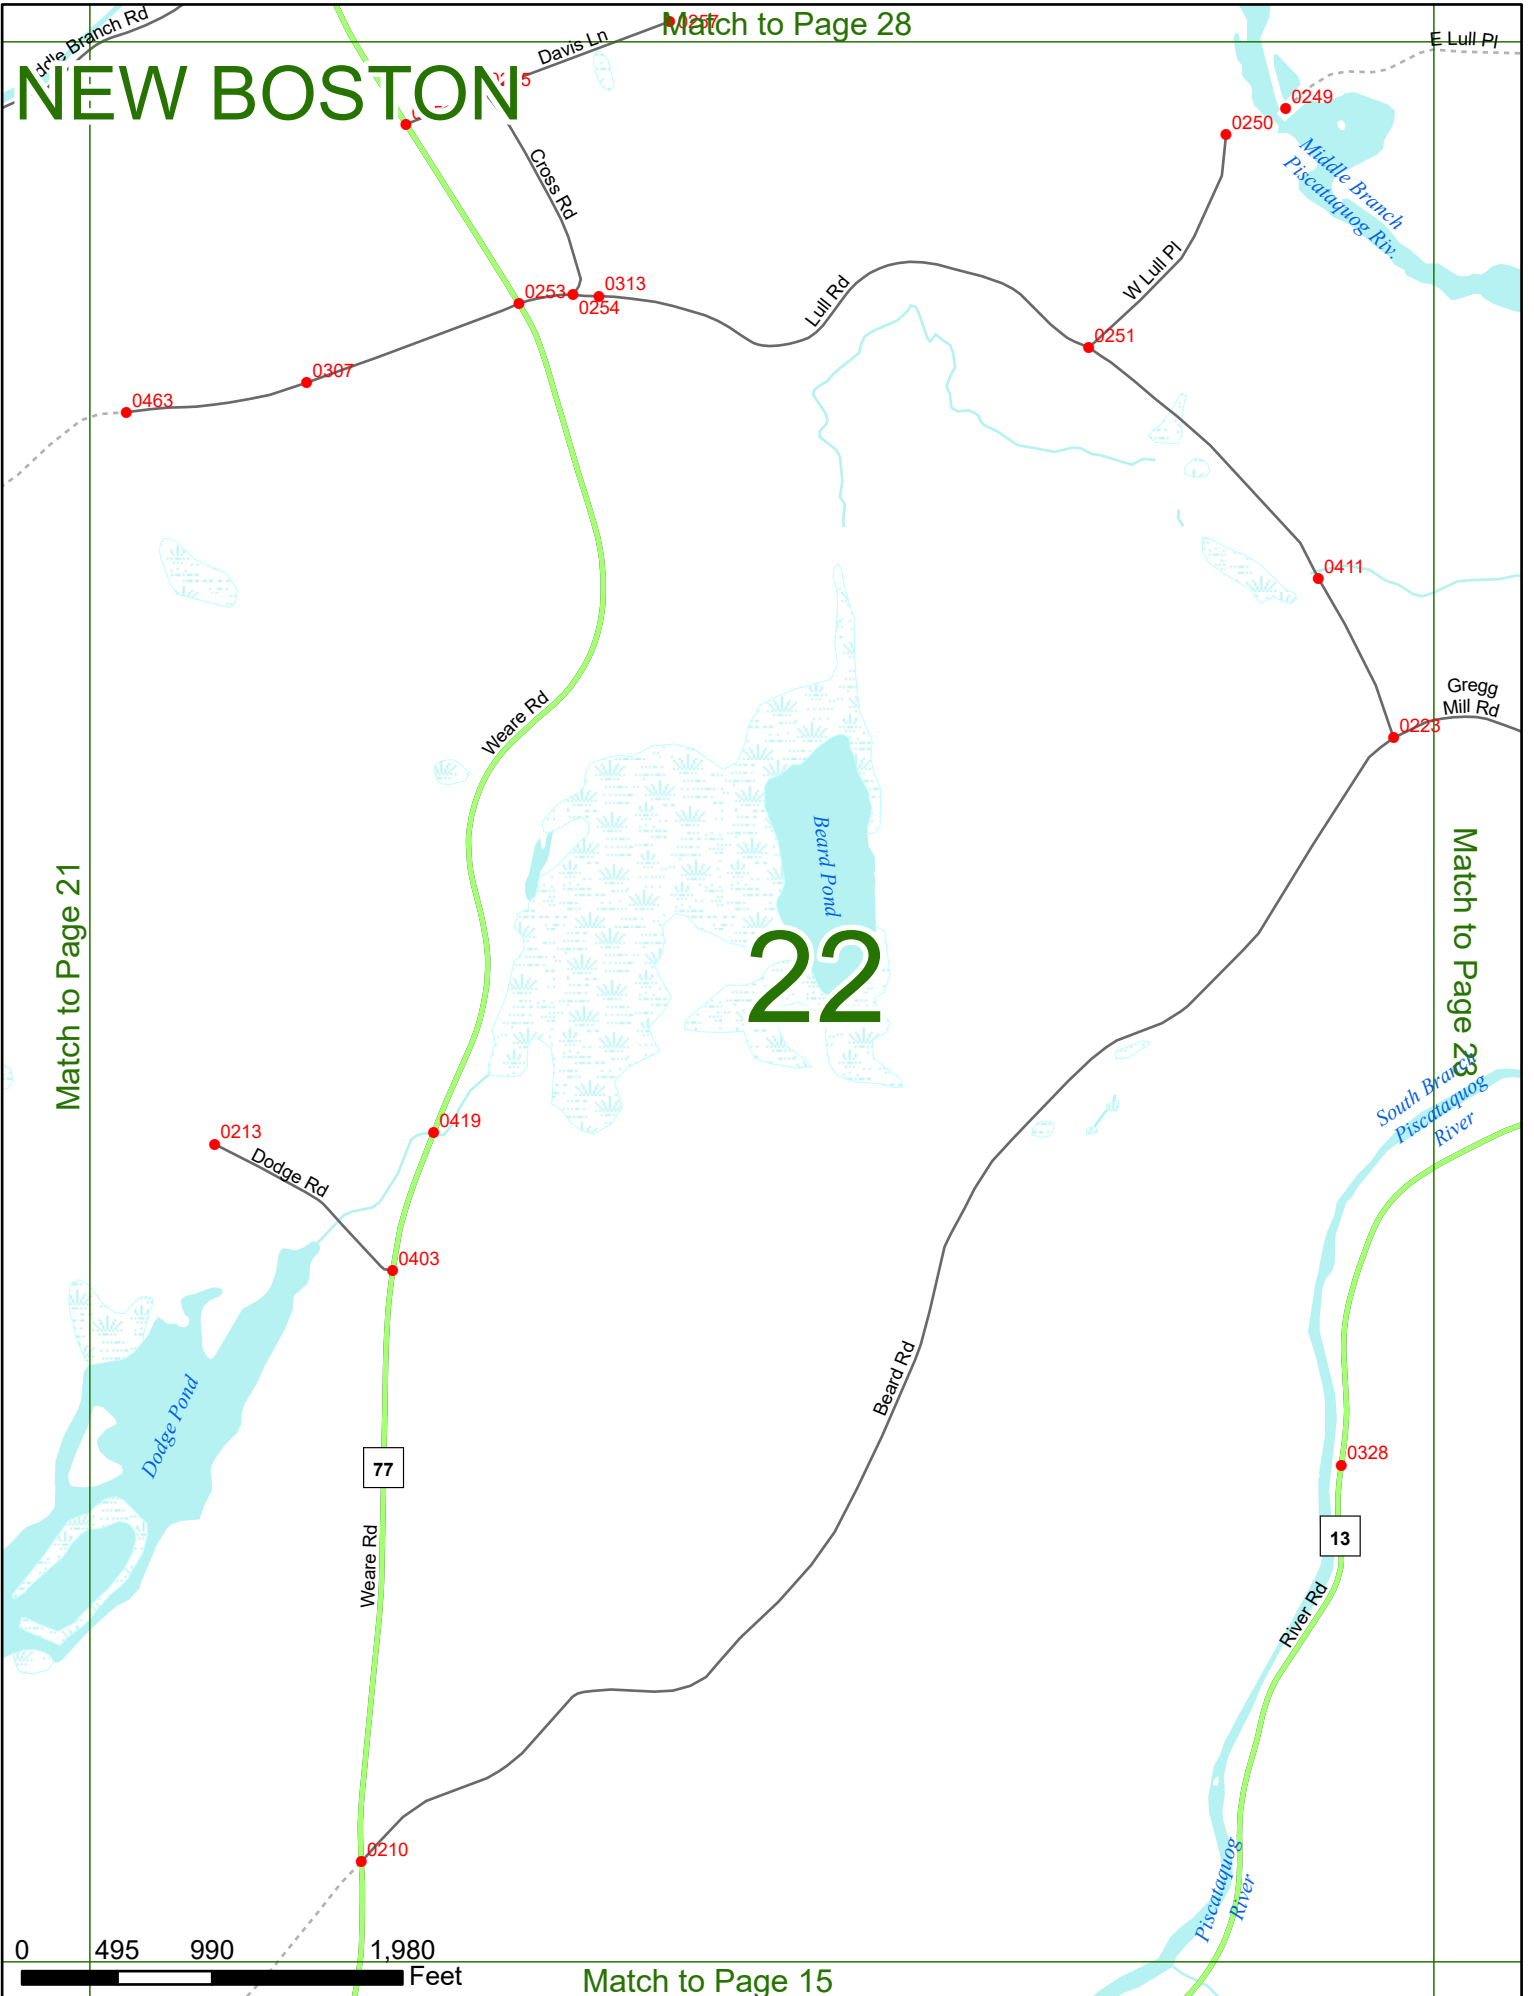 Match to Page 28
0257
Branch Rd
Davis Ln
E Lull Pl
NEW BOSTON
0249
0250
Middle Branch
Piscataquog Riv.
Cross Rd
W Lull Pl
0253
0254
0313
Lull Rd
0251
0307
0463
0411
Gregg
Mill Rd
0223
Weare Rd
Beard Pond
22
Match to Page 21
Match to Page 23
South Branch
Piscataquog
River
0419
0213
Dodge Rd
0403
Beard Rd
Dodge Pond
77
0328
13
Weare Rd
River Rd
0210
Piscataquog
River
0 495 990 1,980
Feet
Match to Page 15